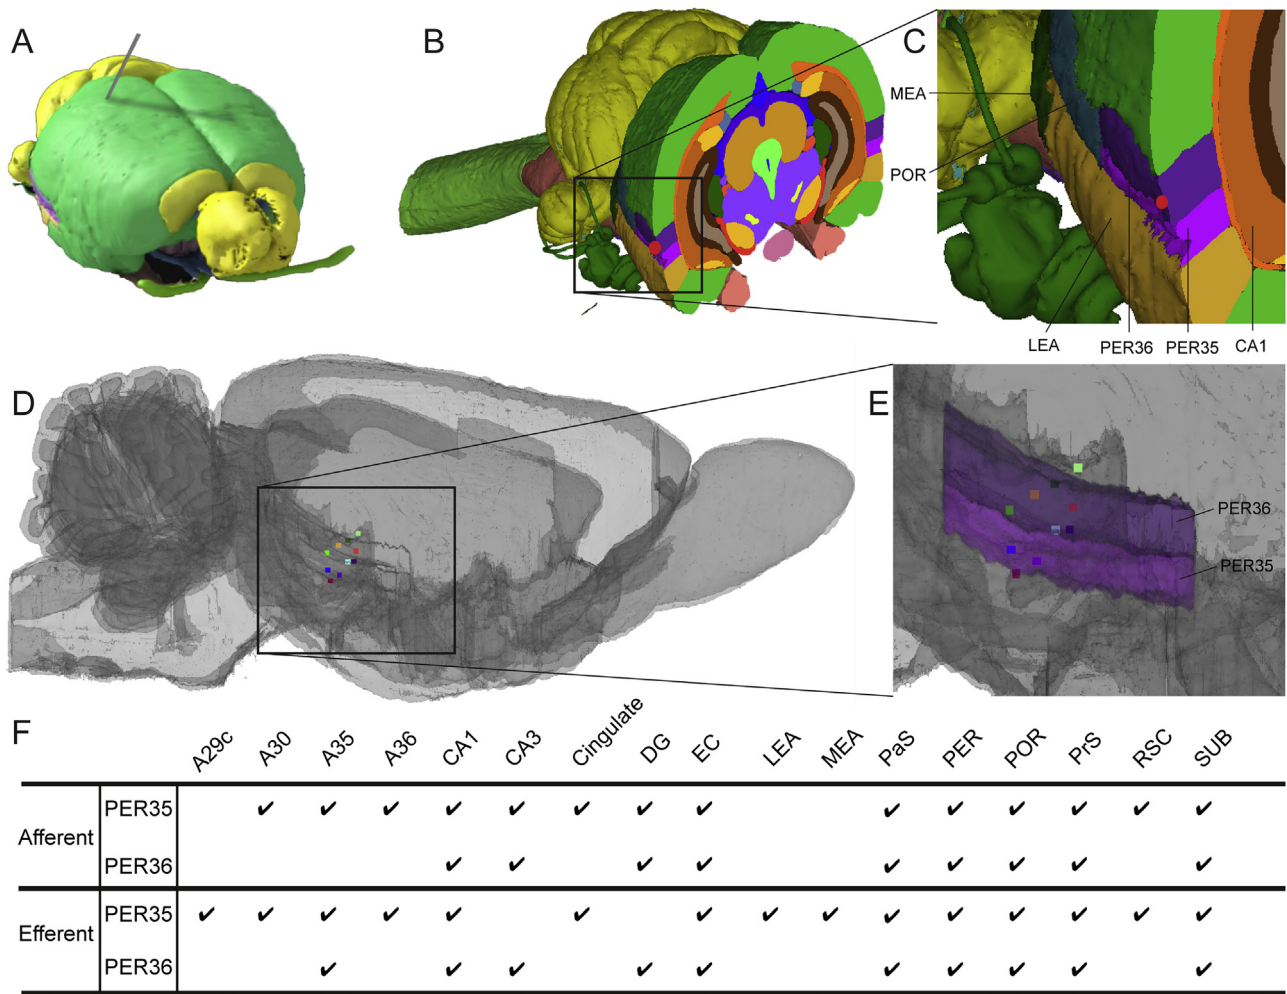 A
B
C
MEA
POR
LEA PER36 PER35 CA1
D
E
PER36
PER35
F
A29c A30 A35 A36 CA1 CA3 Cingulate DG EC LEA MEA PaS PER POR PrS RSC SUB
Afferent PER35 ✔ ✔ ✔ ✔ ✔ ✔ ✔ ✔ ✔ ✔ ✔ ✔ ✔ ✔
PER36 ✔ ✔ ✔ ✔ ✔ ✔ ✔ ✔ ✔
Efferent PER35 ✔ ✔ ✔ ✔ ✔ ✔ ✔ ✔ ✔ ✔ ✔ ✔ ✔ ✔ ✔
PER36 ✔ ✔ ✔ ✔ ✔ ✔ ✔ ✔ ✔ ✔